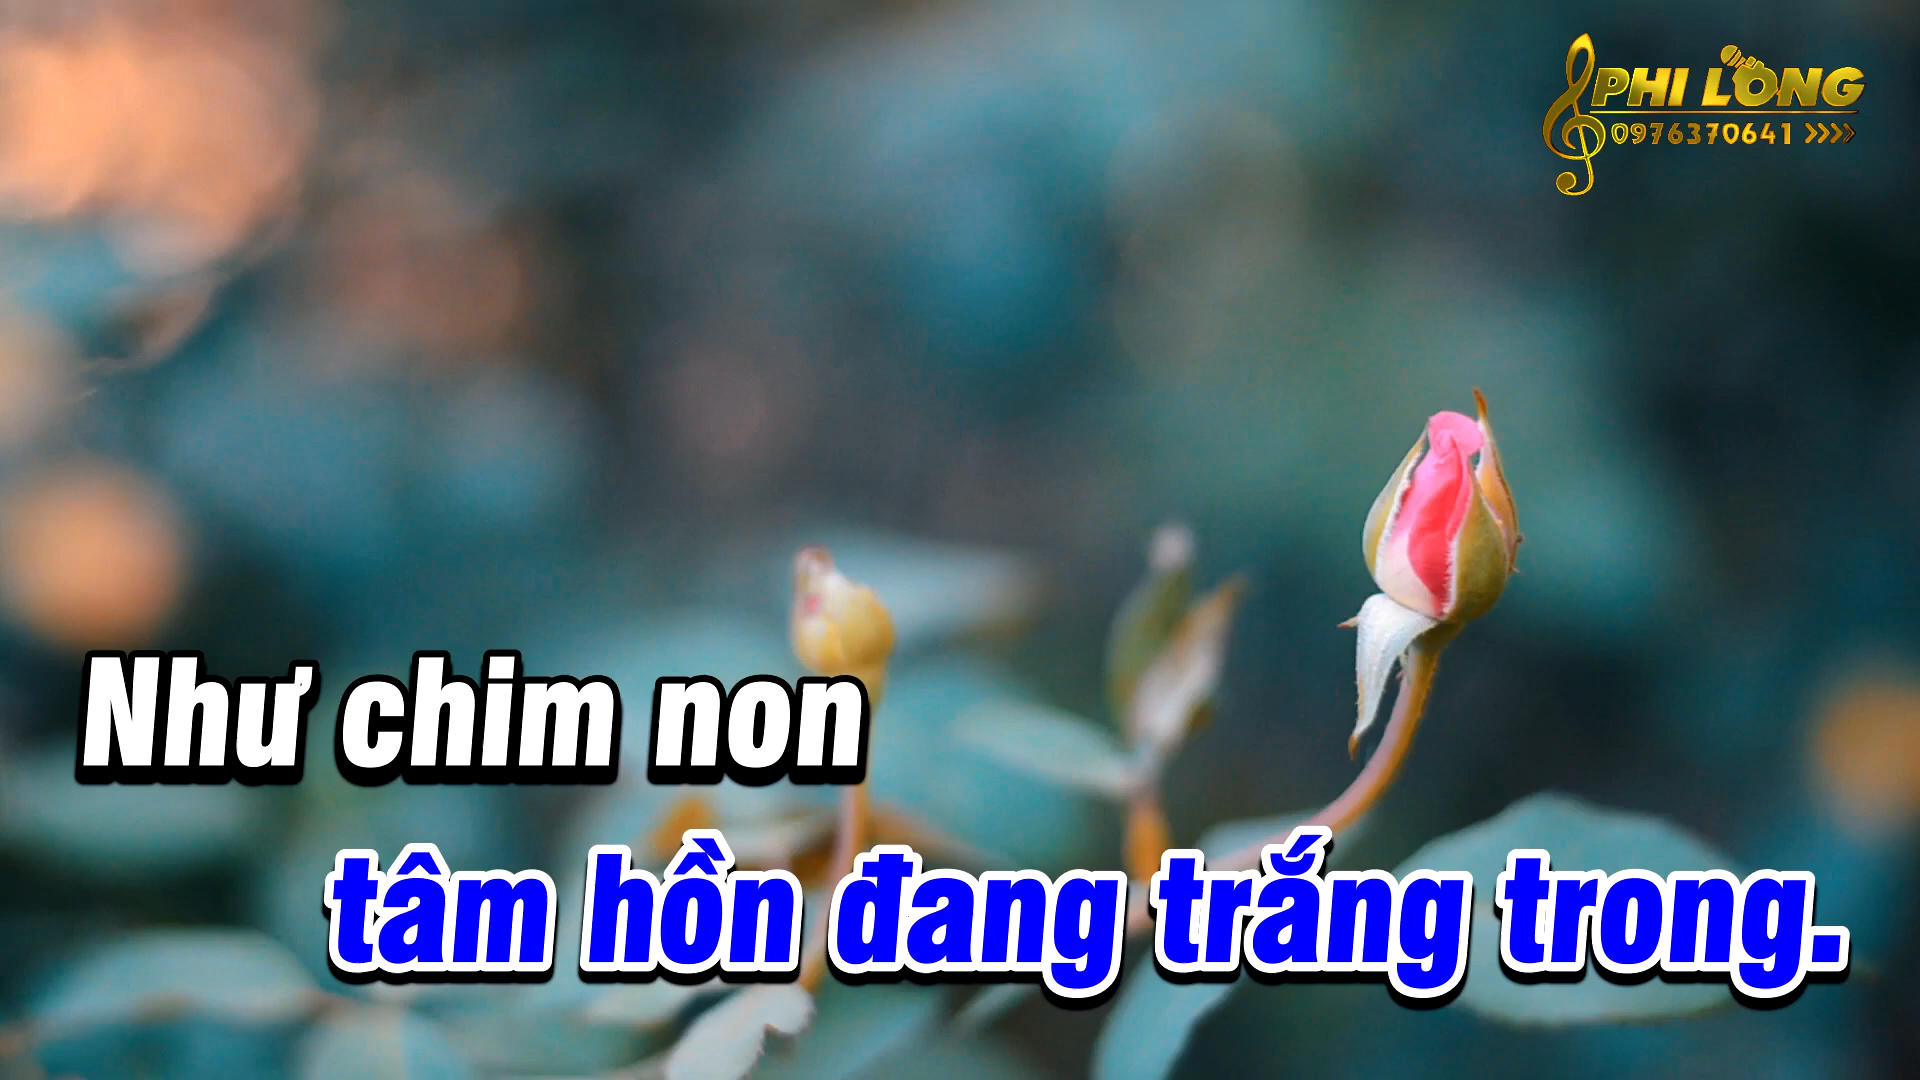 PHI LONG
0976370641
Như chim non
tâm hồn đang trắng trong.